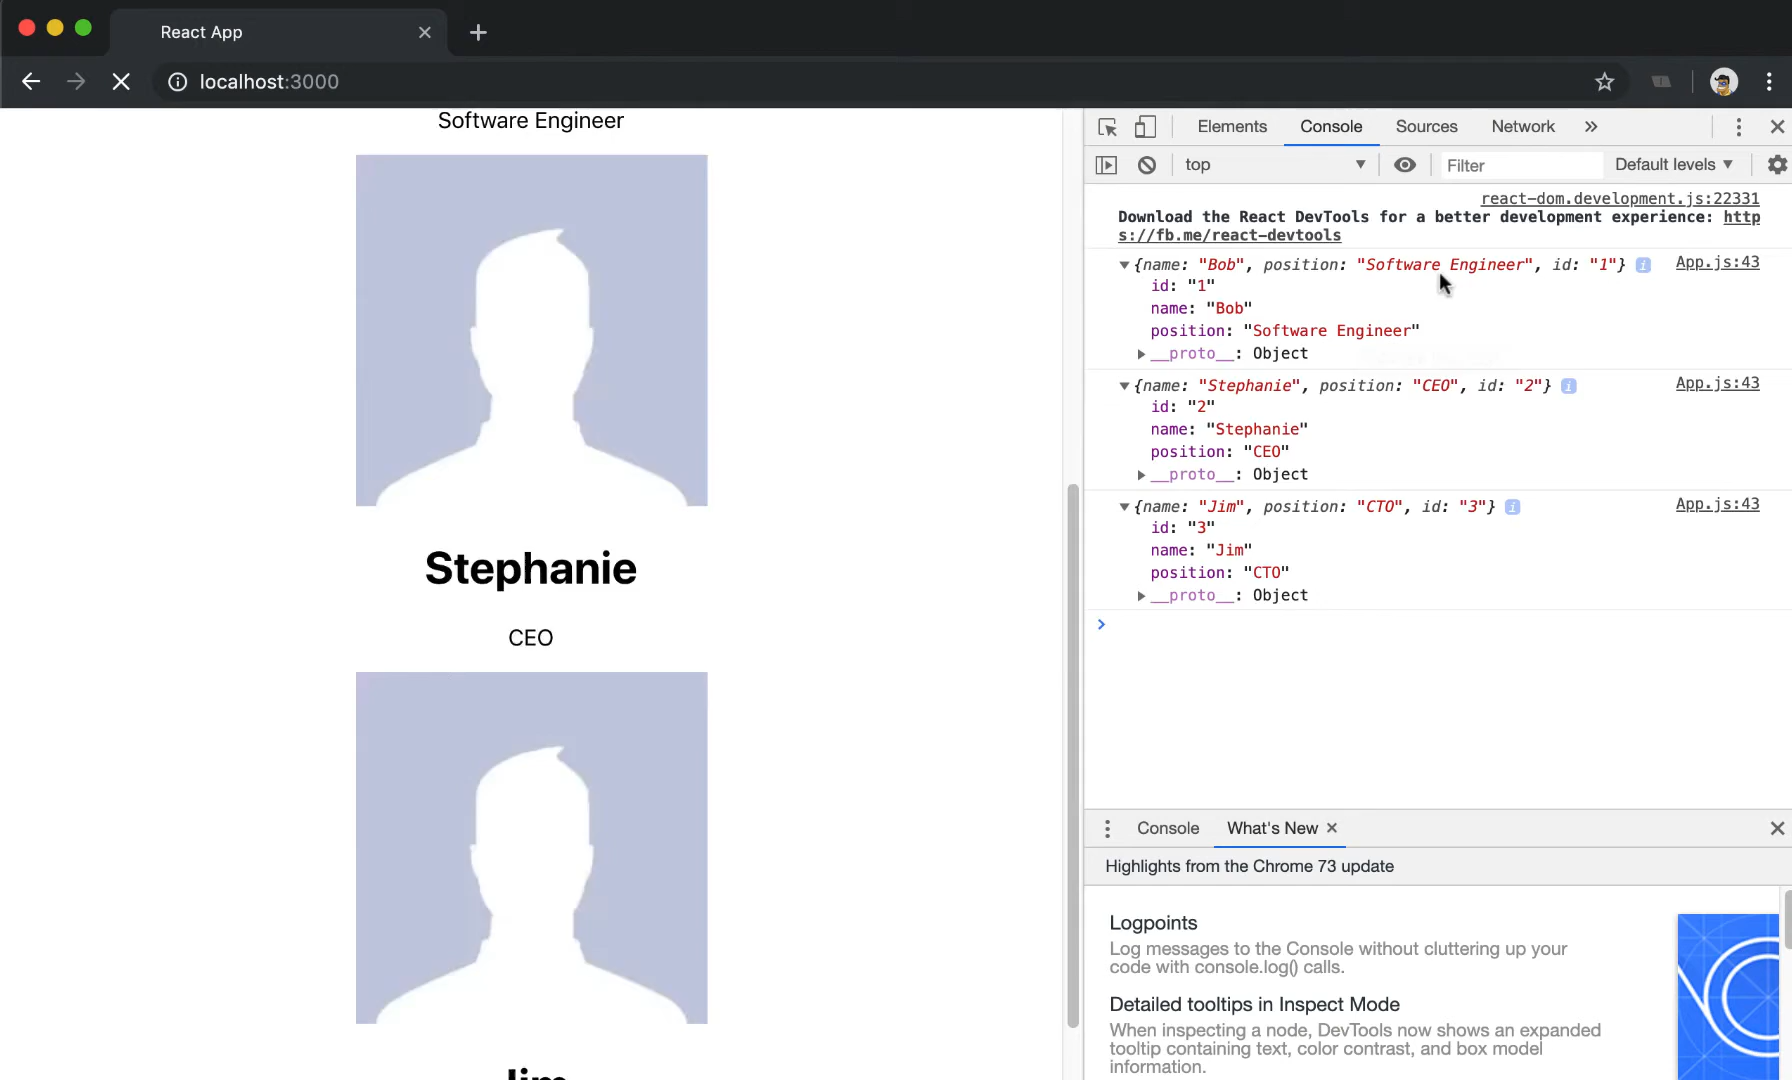 React App
localhost:3000
Software Engineer
Stephanie
CEO
Jim
Elements Console Sources Network »
top Filter Default levels
react-dom.development.js:22331
Download the React DevTools for a better development experience: http
s://fb.me/react-devtools
{name: "Bob", position: "Software Engineer", id: "1"} i App.js:43
id: "1"
name: "Bob"
position: "Software Engineer"
__proto__: Object
{name: "Stephanie", position: "CEO", id: "2"} i App.js:43
id: "2"
name: "Stephanie"
position: "CEO"
__proto__: Object
{name: "Jim", position: "CTO", id: "3"} i App.js:43
id: "3"
name: "Jim"
position: "CTO"
__proto__: Object
Console What's New
Highlights from the Chrome 73 update
Logpoints
Log messages to the Console without cluttering up your
code with console.log() calls.
Detailed tooltips in Inspect Mode
When inspecting a node, DevTools now shows an expanded
tooltip containing text, color contrast, and box model
information.